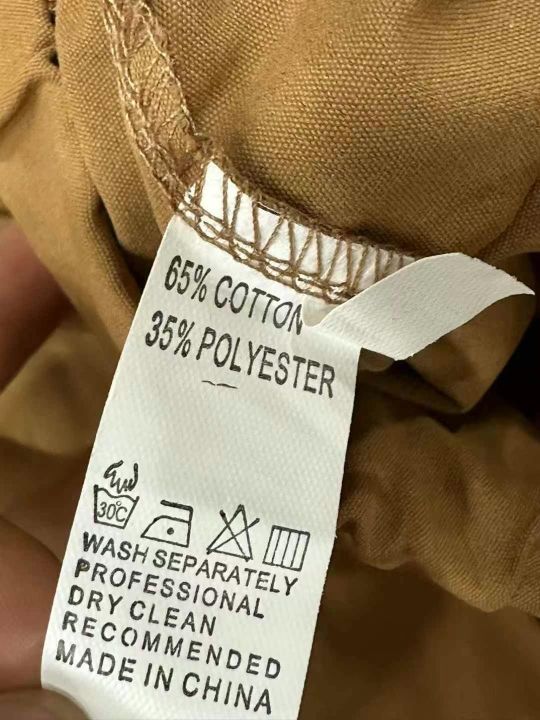 65% COTTON
35% POLYESTER
30℃
WASH SEPARATELY
PROFESSIONAL
DRY CLEAN
RECOMMENDED
MADE IN CHINA